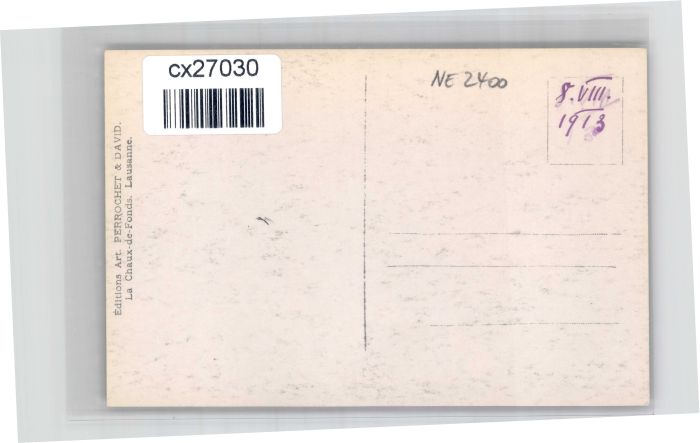 cx27030
NE 2400
8.VIII.
1913
Éditions Art. PERROCHET & DAVID.
La Chaux-de-Fonds. Lausanne.